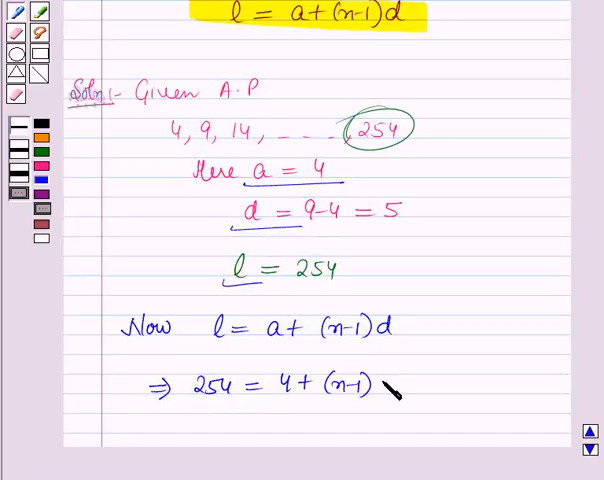 l = a+(n-1)d
Soln:- Given A.P
4, 9, 14, - - - -, 254
Here a = 4
d = 9-4 = 5
l = 254
Now l = a + (n-1)d
⇒ 254 = 4 + (n-1)